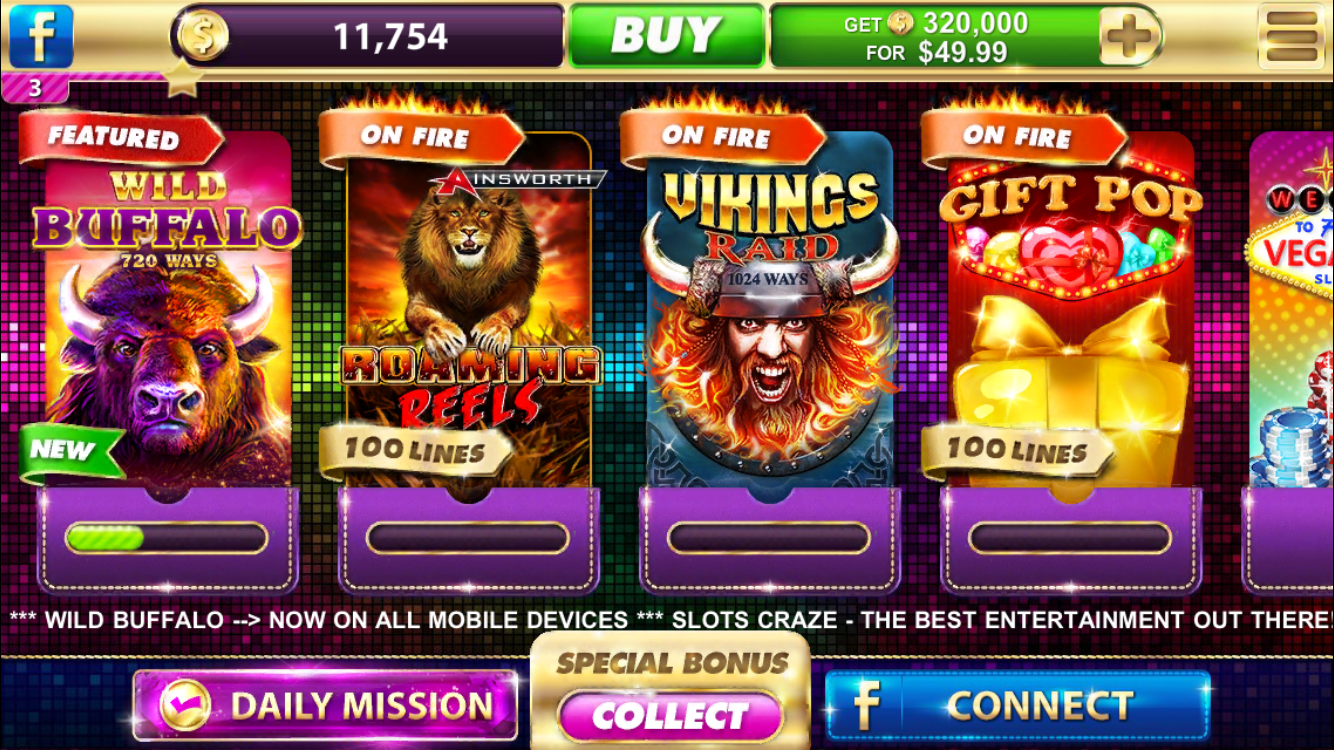 f
$
11,754
BUY
GET $ 320,000
FOR $49.99
3
FEATURED
WILD
BUFFALO
720 WAYS
NEW
ON FIRE
AINSWORTH
ROAMING
REELS
100 LINES
ON FIRE
VIKINGS
RAID
1024 WAYS
ON FIRE
GIFT POP
100 LINES
WE
TO
VEGA
SL
*** WILD BUFFALO --> NOW ON ALL MOBILE DEVICES *** SLOTS CRAZE - THE BEST ENTERTAINMENT OUT THERE!
DAILY MISSION
SPECIAL BONUS
COLLECT
f CONNECT